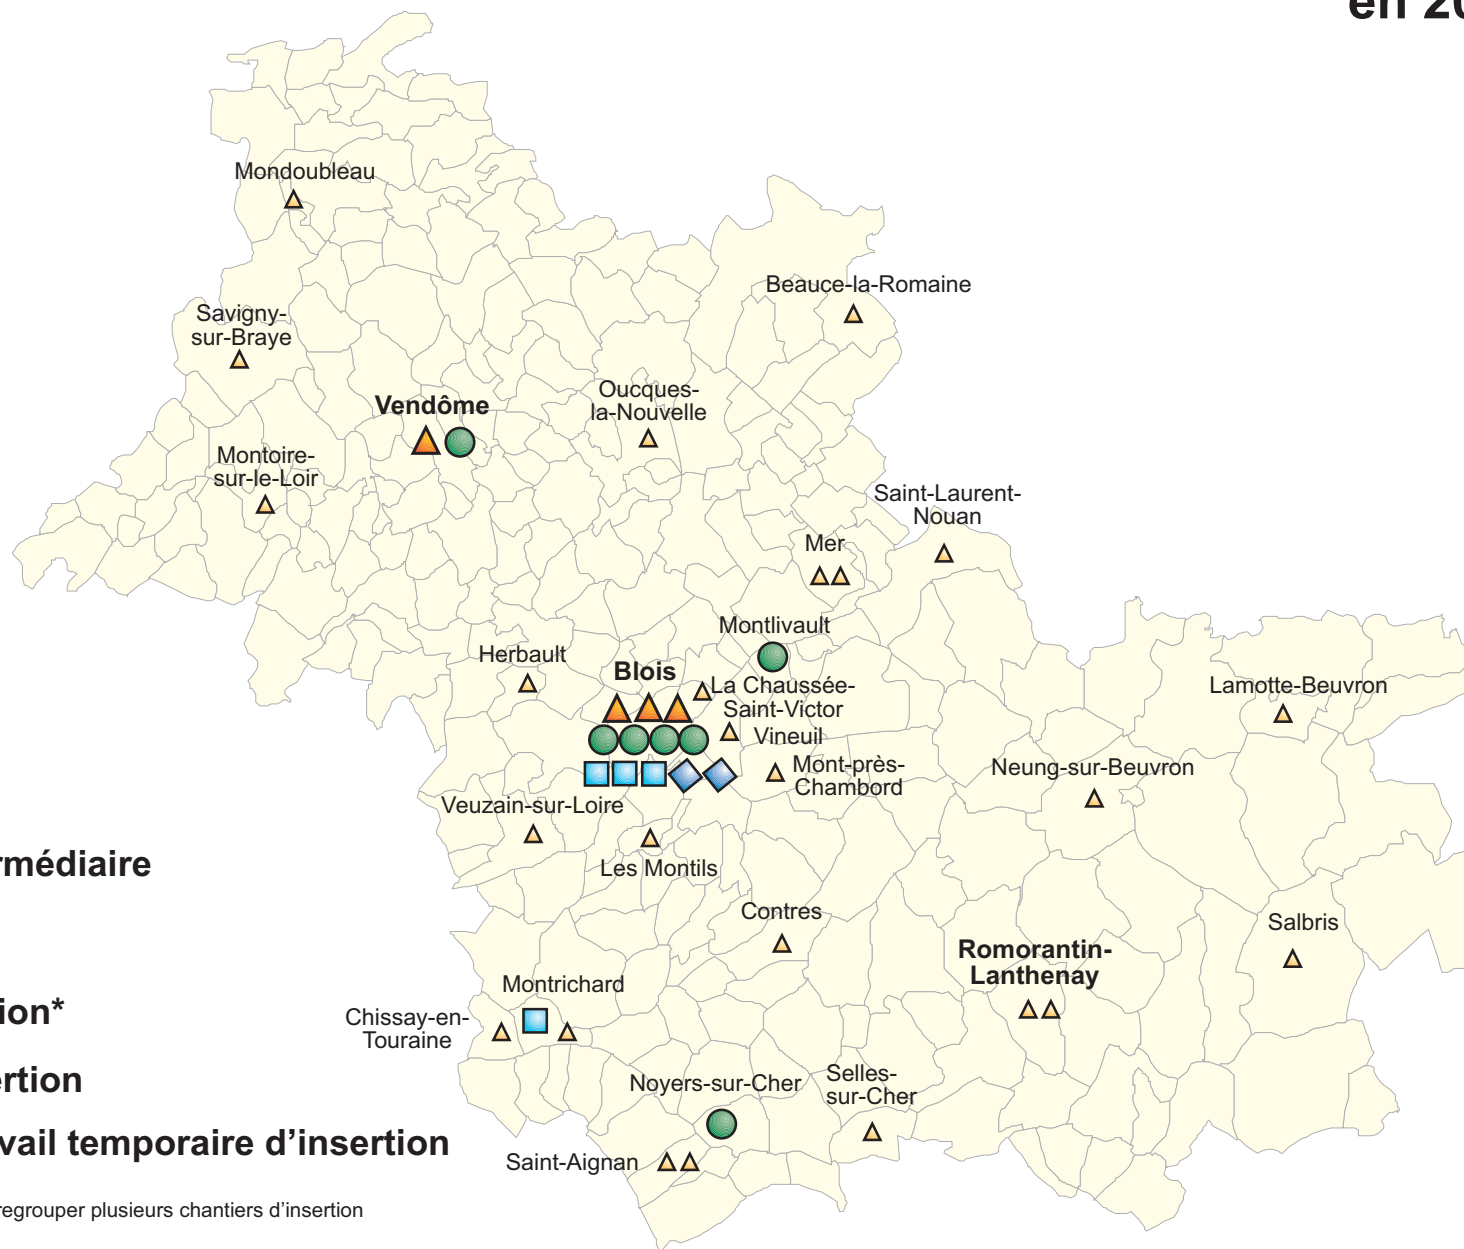 en 20
Mondoubleau
Beauce-la-Romaine
Savigny-
sur-Braye
Vendôme
Oucques-
la-Nouvelle
Montoire-
sur-le-Loir
Saint-Laurent-
Nouan
Mer
Montlivault
Herbault
Blois
La Chaussée-
Saint-Victor
Vineuil
Lamotte-Beuvron
Mont-près-
Chambord
Neung-sur-Beuvron
Veuzain-sur-Loire
rmédiaire
Les Montils
Contres
Salbris
Romorantin-
Lanthenay
Montrichard
ion*
Chissay-en-
Touraine
ertion
Noyers-sur-Cher
Selles-
sur-Cher
vail temporaire d’insertion
Saint-Aignan
regrouper plusieurs chantiers d’insertion